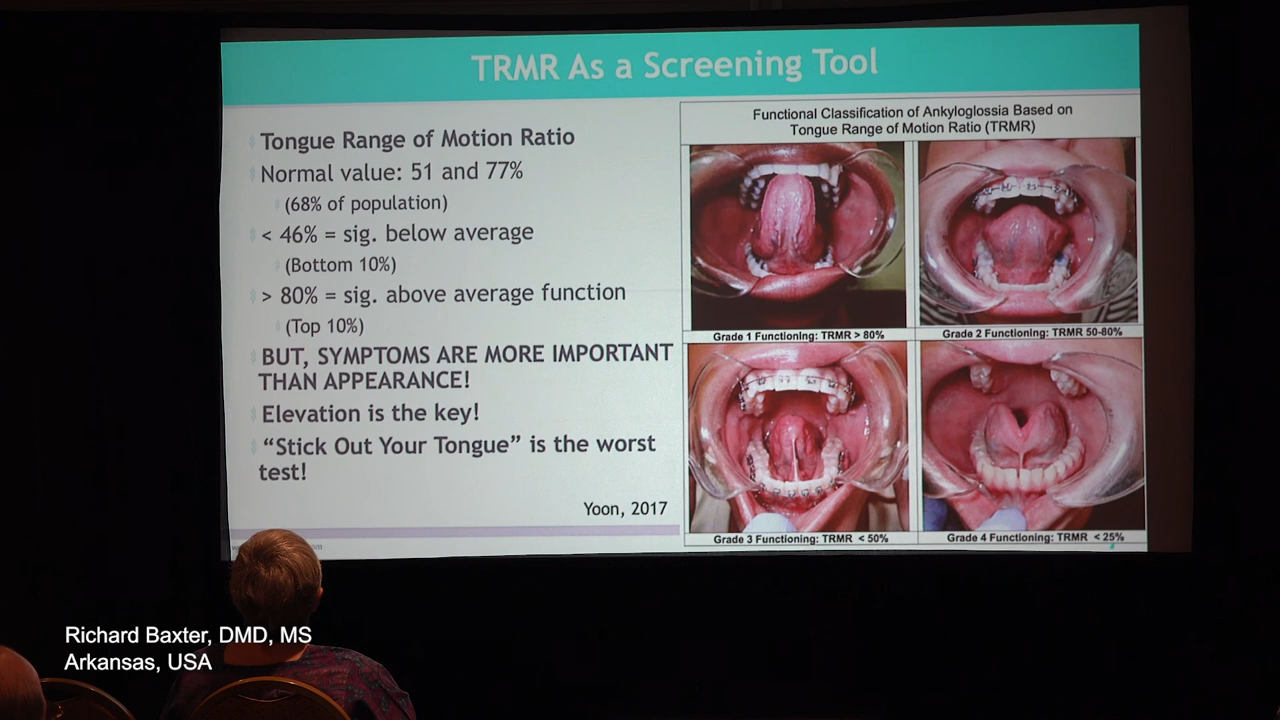 TRMR As a Screening Tool
Tongue Range of Motion Ratio
Normal value: 51 and 77%
(68% of population)
< 46% = sig. below average
(Bottom 10%)
> 80% = sig. above average function
(Top 10%)
BUT, SYMPTOMS ARE MORE IMPORTANT
THAN APPEARANCE!
Elevation is the key!
“Stick Out Your Tongue” is the worst
test!
Yoon, 2017
Functional Classification of Ankyloglossia Based on
Tongue Range of Motion Ratio (TRMR)
Grade 1 Functioning: TRMR > 80%
Grade 2 Functioning: TRMR 50-80%
Grade 3 Functioning: TRMR < 50%
Grade 4 Functioning: TRMR < 25%
Richard Baxter, DMD, MS
Arkansas, USA